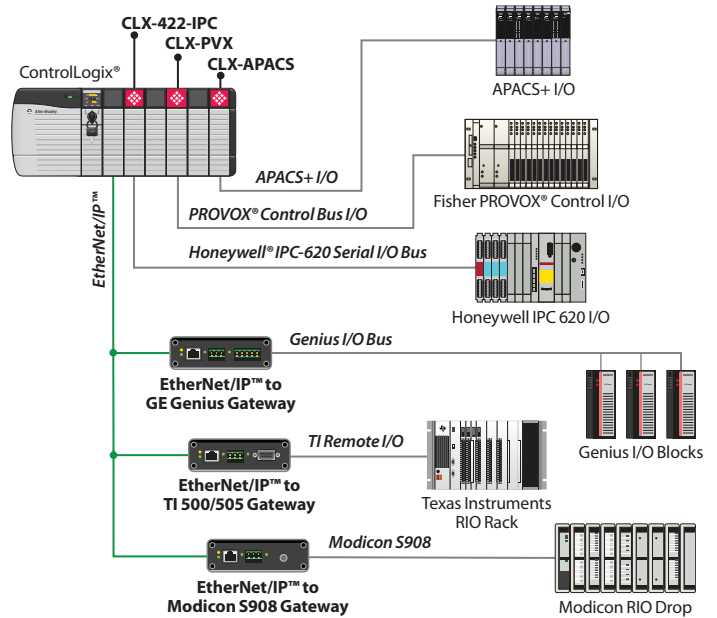 CLX-422-IPC
CLX-PVX
CLX-APACS
ControlLogix®
Allen-Bradley
APACS+ I/O
APACS+ I/O
Fisher PROVOX® Control I/O
PROVOX® Control Bus I/O
EtherNet/IP™
Honeywell® IPC-620 Serial I/O Bus
Honeywell IPC 620 I/O
Genius I/O Bus
EtherNet/IP™ to
GE Genius Gateway
Genius I/O Blocks
TI Remote I/O
EtherNet/IP™ to
TI 500/505 Gateway
Texas Instruments
RIO Rack
Modicon S908
EtherNet/IP™ to
Modicon S908 Gateway
Modicon RIO Drop